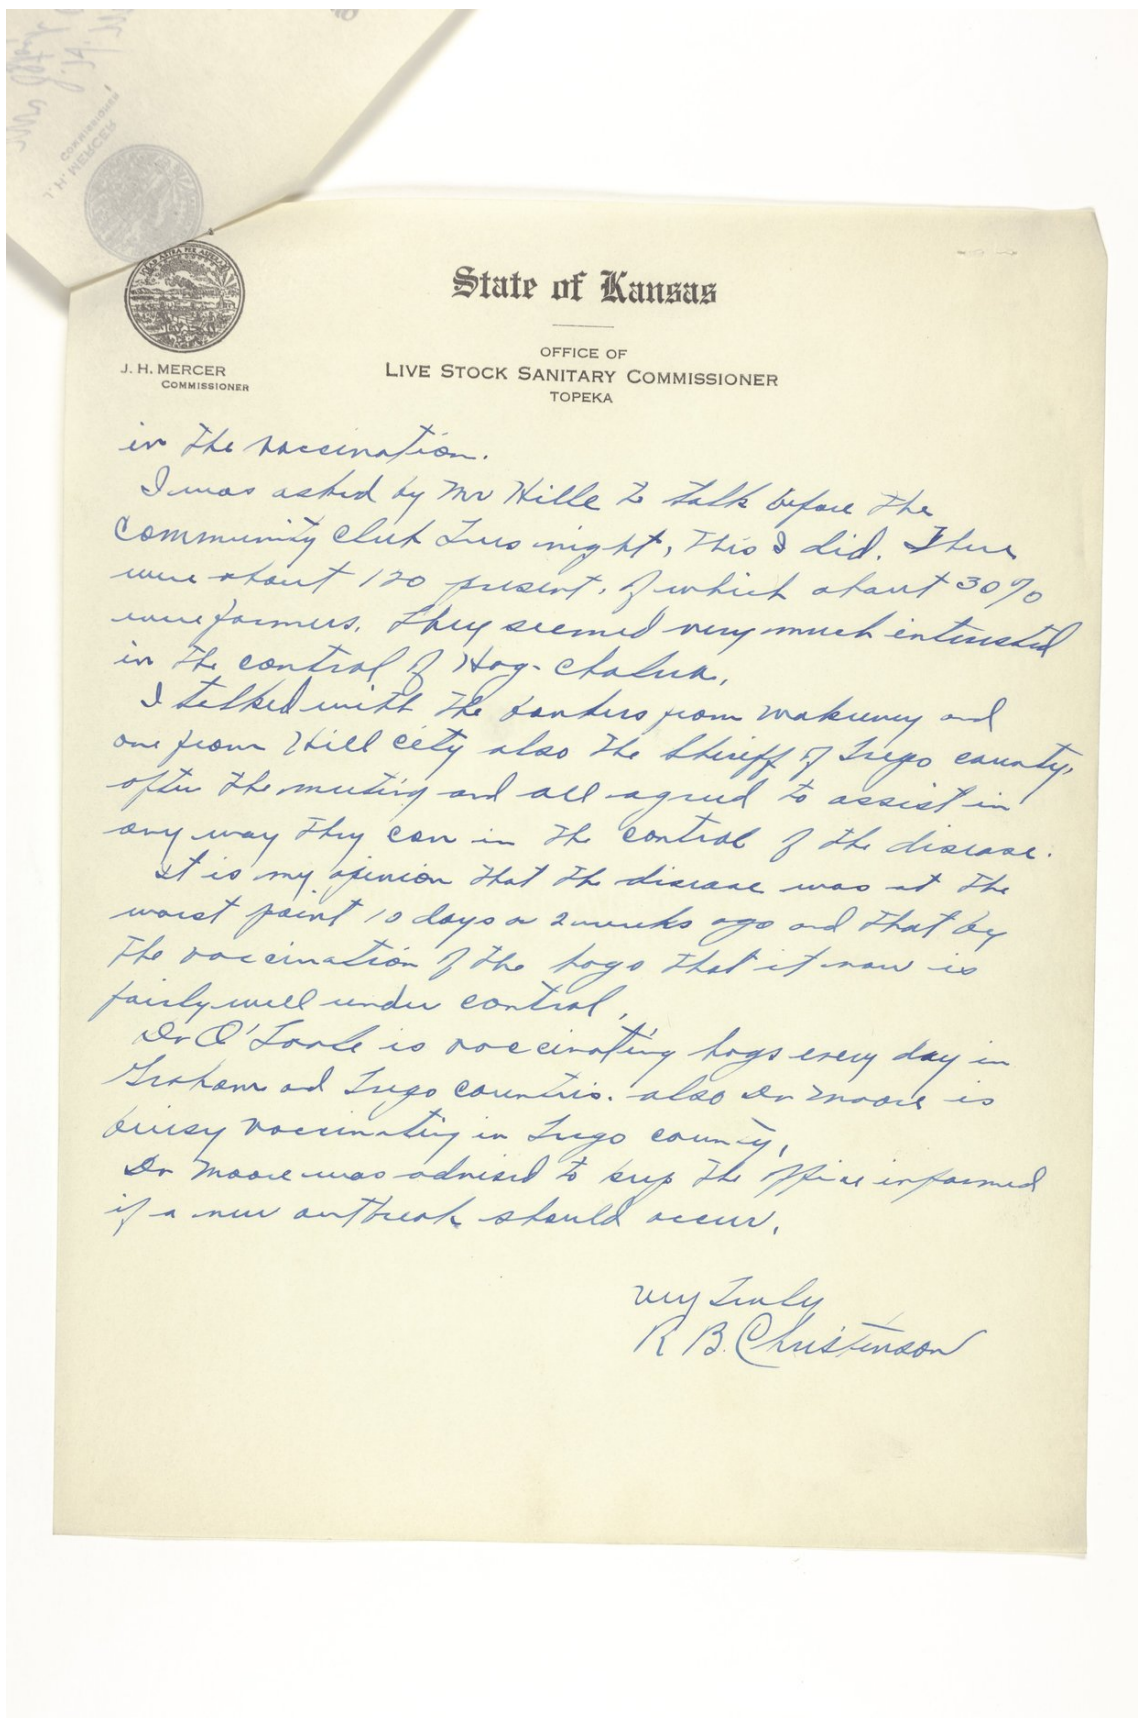 State of Kansas
OFFICE OF
LIVE STOCK SANITARY COMMISSIONER
TOPEKA
J. H. MERCER
COMMISSIONER
in the vaccination.
I was asked by Mr Hille to talk before the
Community Club Tues night, this I did. There
were about 120 present, of which about 30%
were farmers. They seemed very much intrested
in the control of Hog-Cholera.
I talked with the bankers from Wakeeney and
one from Hill City also the Sheriff of Trego county,
after the meeting and all agreed to assist in
any way they can in the control of the disease.
It is my opinion that the disease was at the
worst point 10 days or 2 weeks ago and that by
the vaccination of the hogs that it now is
fairly well under control.
Dr O'Toole is vaccinating hogs every day in
Graham and Trego countris. also Dr Moore is
buisy vaccinating in Trego county,
Dr Moore was advised to keep the office informed
if a new outbreak should occur.
Very Truly
R B. Christenson
J. H. MERCER
COMMISSIONER